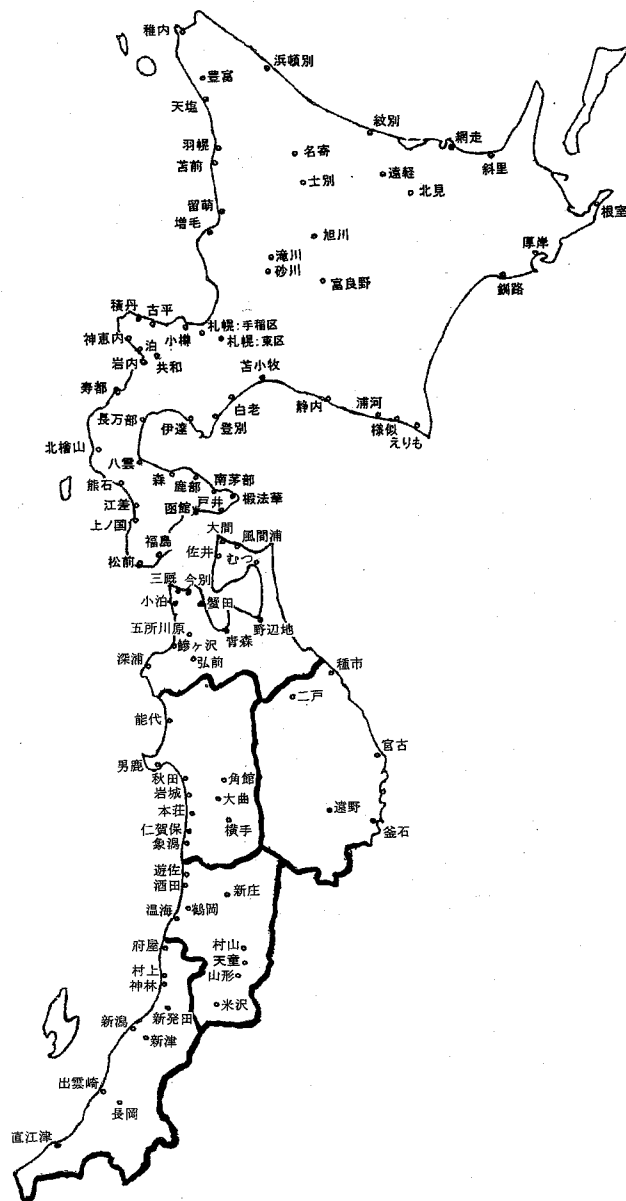 稚内
浜頓別
豊富
天塩
紋別
網走
斜里
羽幌
苫前
名寄
士別
遠経
北見
根室
留萌
増毛
旭川
滝川
砂川
富良野
厚岸
釧路
積丹
古平
小樽
札幌:手稲区
札幌:東区
神恵内
泊
岩内
共和
苫小牧
寿都
白老
静内
浦河
様似
えりも
長万部
伊達
登別
北檜山
八雲
森
鹿部
南茅部
戸井
椴法華
熊石
江差
函館
上ノ国
福島
松前
大間
風間浦
佐井
むつ
三厩
今別
小泊
蟹田
五所川原
青森
野辺地
鰺ヶ沢
弘前
深浦
種市
二戸
能代
宮古
男鹿
秋田
角館
岩城
大曲
本荘
遠野
横手
釜石
仁賀保
象潟
遊佐
酒田
新庄
温海
鶴岡
府屋
村山
天童
村上
山形
神林
米沢
新発田
新潟
新津
出雲崎
長岡
直江津